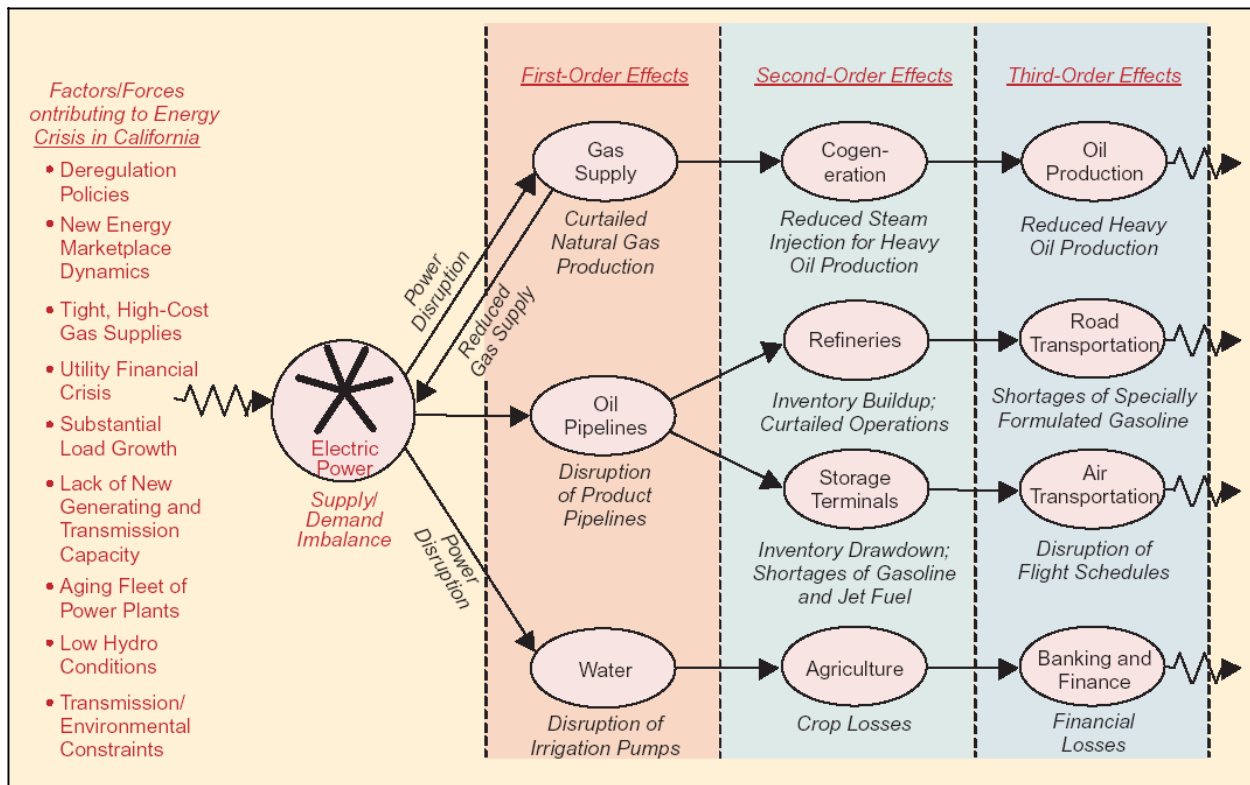 Factors/Forces
ontributing to Energy
Crisis in California
• Deregulation
Policies
• New Energy
Marketplace
Dynamics
• Tight, High-Cost
Gas Supplies
• Utility Financial
Crisis
• Substantial
Load Growth
• Lack of New
Generating and
Transmission
Capacity
• Aging Fleet of
Power Plants
• Low Hydro
Conditions
• Transmission/
Environmental
Constraints
Electric
Power
Supply/
Demand
Imbalance
Power
Disruption
Reduced
Gas Supply
Power
Disruption
First-Order Effects
Gas
Supply
Curtailed
Natural Gas
Production
Oil
Pipelines
Disruption
of Product
Pipelines
Water
Disruption of
Irrigation Pumps
Second-Order Effects
Cogen-
eration
Reduced Steam
Injection for Heavy
Oil Production
Refineries
Inventory Buildup;
Curtailed Operations
Storage
Terminals
Inventory Drawdown;
Shortages of Gasoline
and Jet Fuel
Agriculture
Crop Losses
Third-Order Effects
Oil
Production
Reduced Heavy
Oil Production
Road
Transportation
Shortages of Specially
Formulated Gasoline
Air
Transportation
Disruption of
Flight Schedules
Banking and
Finance
Financial
Losses